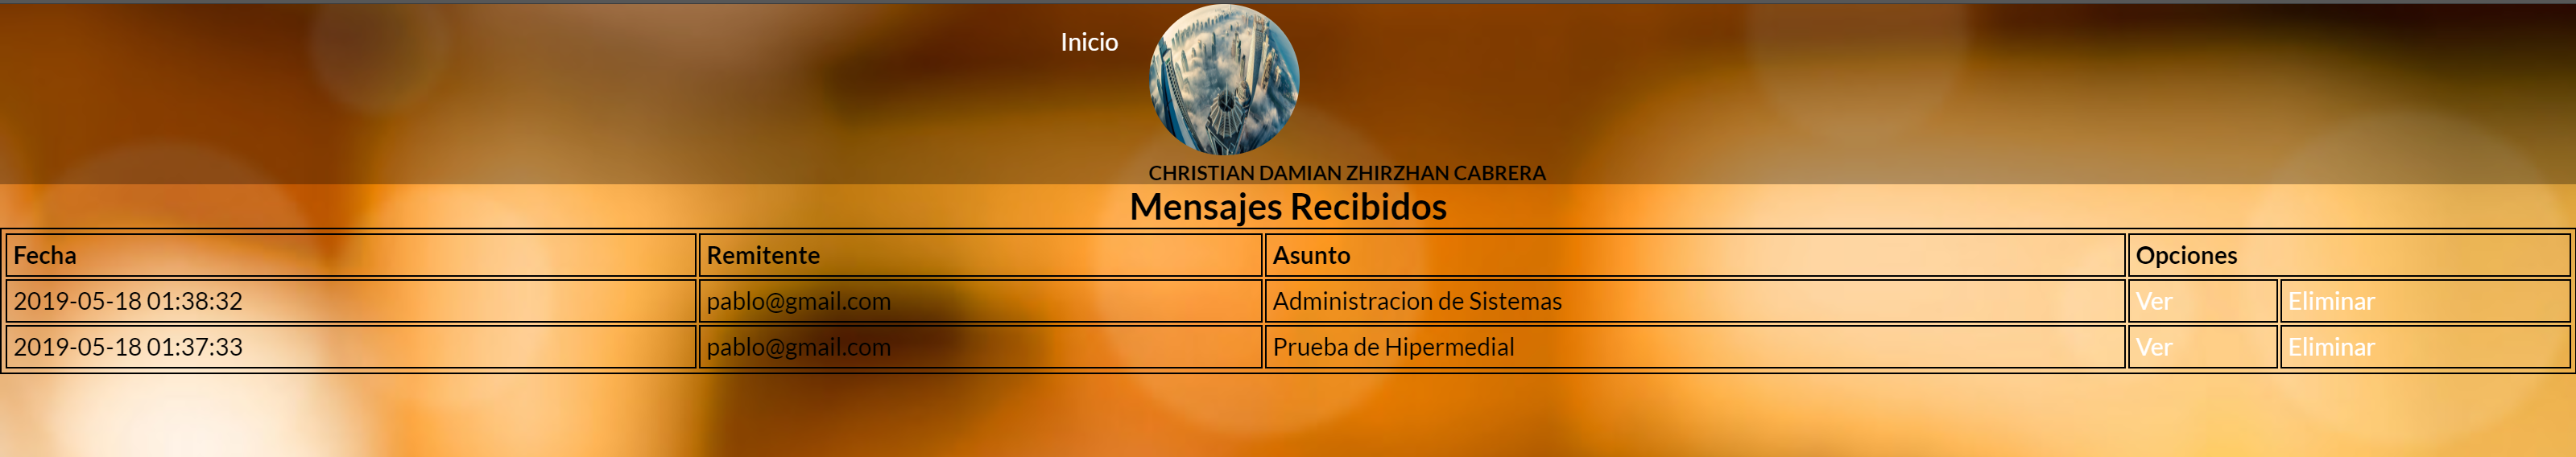 Inicio
CHRISTIAN DAMIAN ZHIRZHAN CABRERA
Mensajes Recibidos
Fecha Remitente Asunto Opciones
2019-05-18 01:38:32 pablo@gmail.com Administracion de Sistemas Ver Eliminar
2019-05-18 01:37:33 pablo@gmail.com Prueba de Hipermedial Ver Eliminar